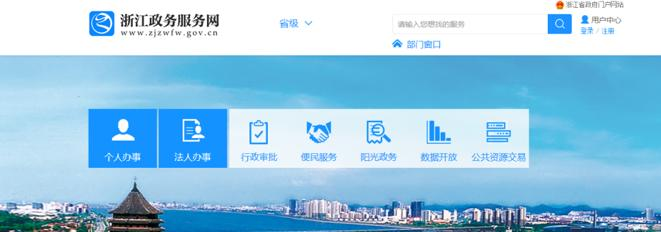 浙江省政府门户网站
浙江政务服务网
www.zjzwfw.gov.cn
省级
请输入您想找的服务
用户中心
登录 / 注册
部门窗口
个人办事
法人办事
行政审批
便民服务
阳光政务
数据开放
公共资源交易